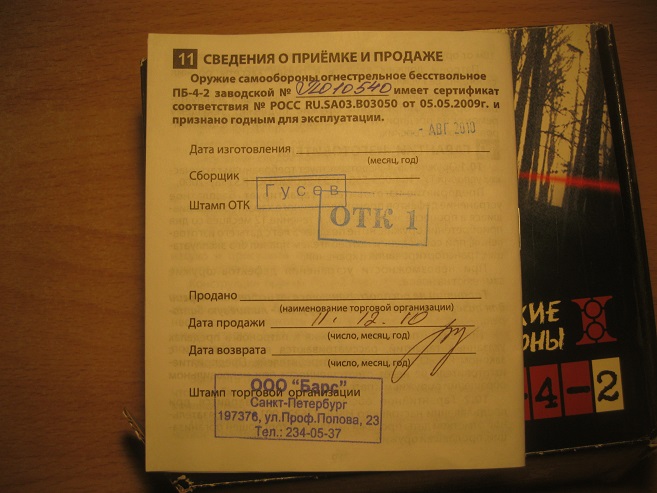 11 СВЕДЕНИЯ О ПРИЁМКЕ И ПРОДАЖЕ
Оружие самообороны огнестрельное бесствольное
ПБ-4-2 заводской № У1010540 имеет сертификат
соответствия № РОСС RU.SA03.B03050 от 05.05.2009г. и
признано годным для эксплуатации.
- АВГ 2010
Дата изготовления
(месяц, год)
Сборщик
Гусев
Штамп ОТК
ОТК 1
Продано
(наименование торговой организации)
Дата продажи 11. 12. 10
(число, месяц, год)
Дата возврата
(число, месяц, год)
Штамп торговой организации
ООО "Барс"
Санкт-Петербург
197376, ул.Проф.Попова, 23
Тел.: 234-05-37
КИЕ
ОНЫ
4-2